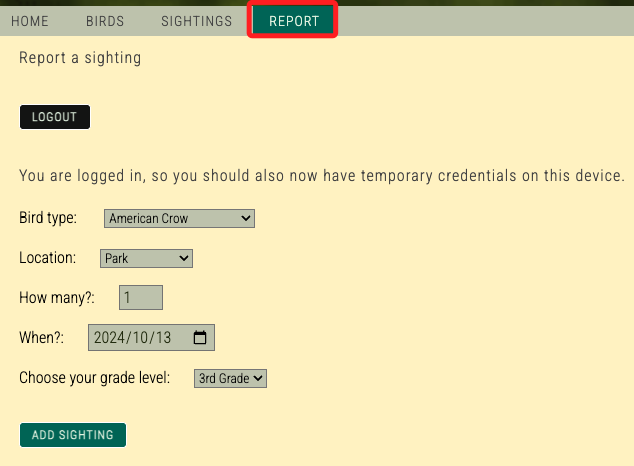 HOME BIRDS SIGHTINGS REPORT
Report a sighting
LOGOUT
You are logged in, so you should also now have temporary credentials on this device.
Bird type: American Crow
Location: Park
How many?: 1
When?: 2024/10/13
Choose your grade level: 3rd Grade
ADD SIGHTING